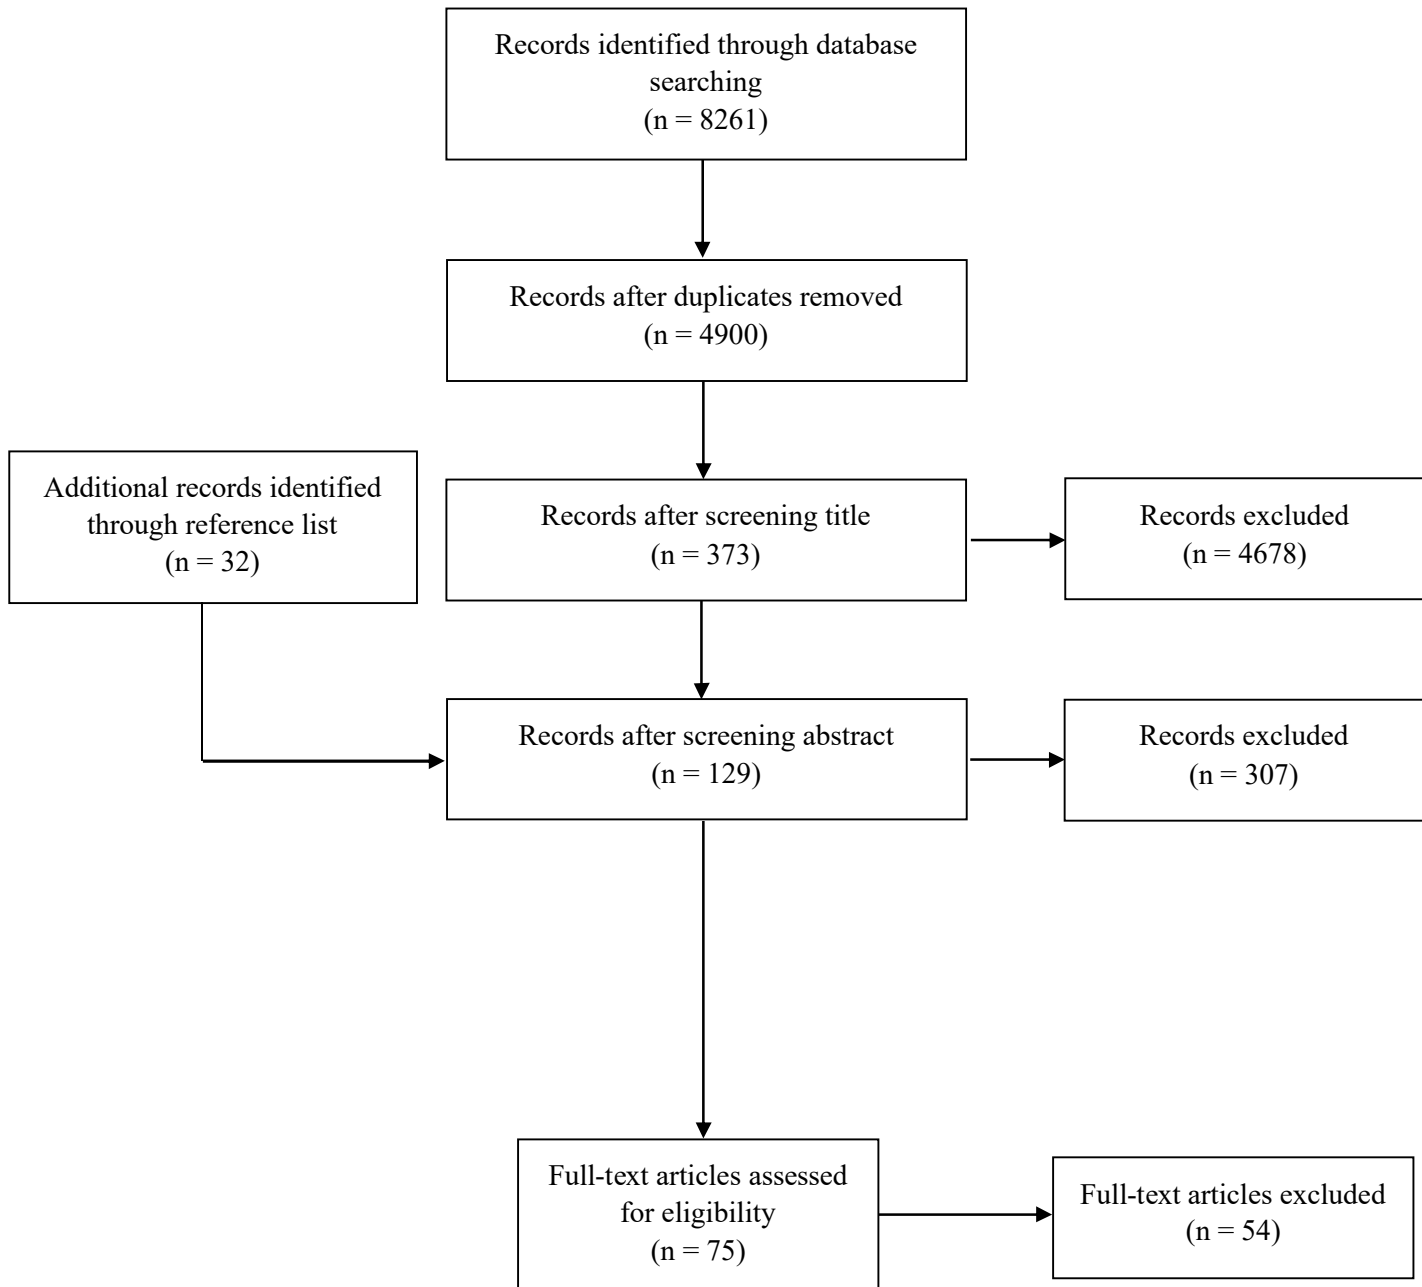 Records identified through database
searching
(n = 8261)
Records after duplicates removed
(n = 4900)
Additional records identified
through reference list
(n = 32)
Records after screening title
(n = 373)
Records excluded
(n = 4678)
Records after screening abstract
(n = 129)
Records excluded
(n = 307)
Full-text articles assessed
for eligibility
(n = 75)
Full-text articles excluded
(n = 54)